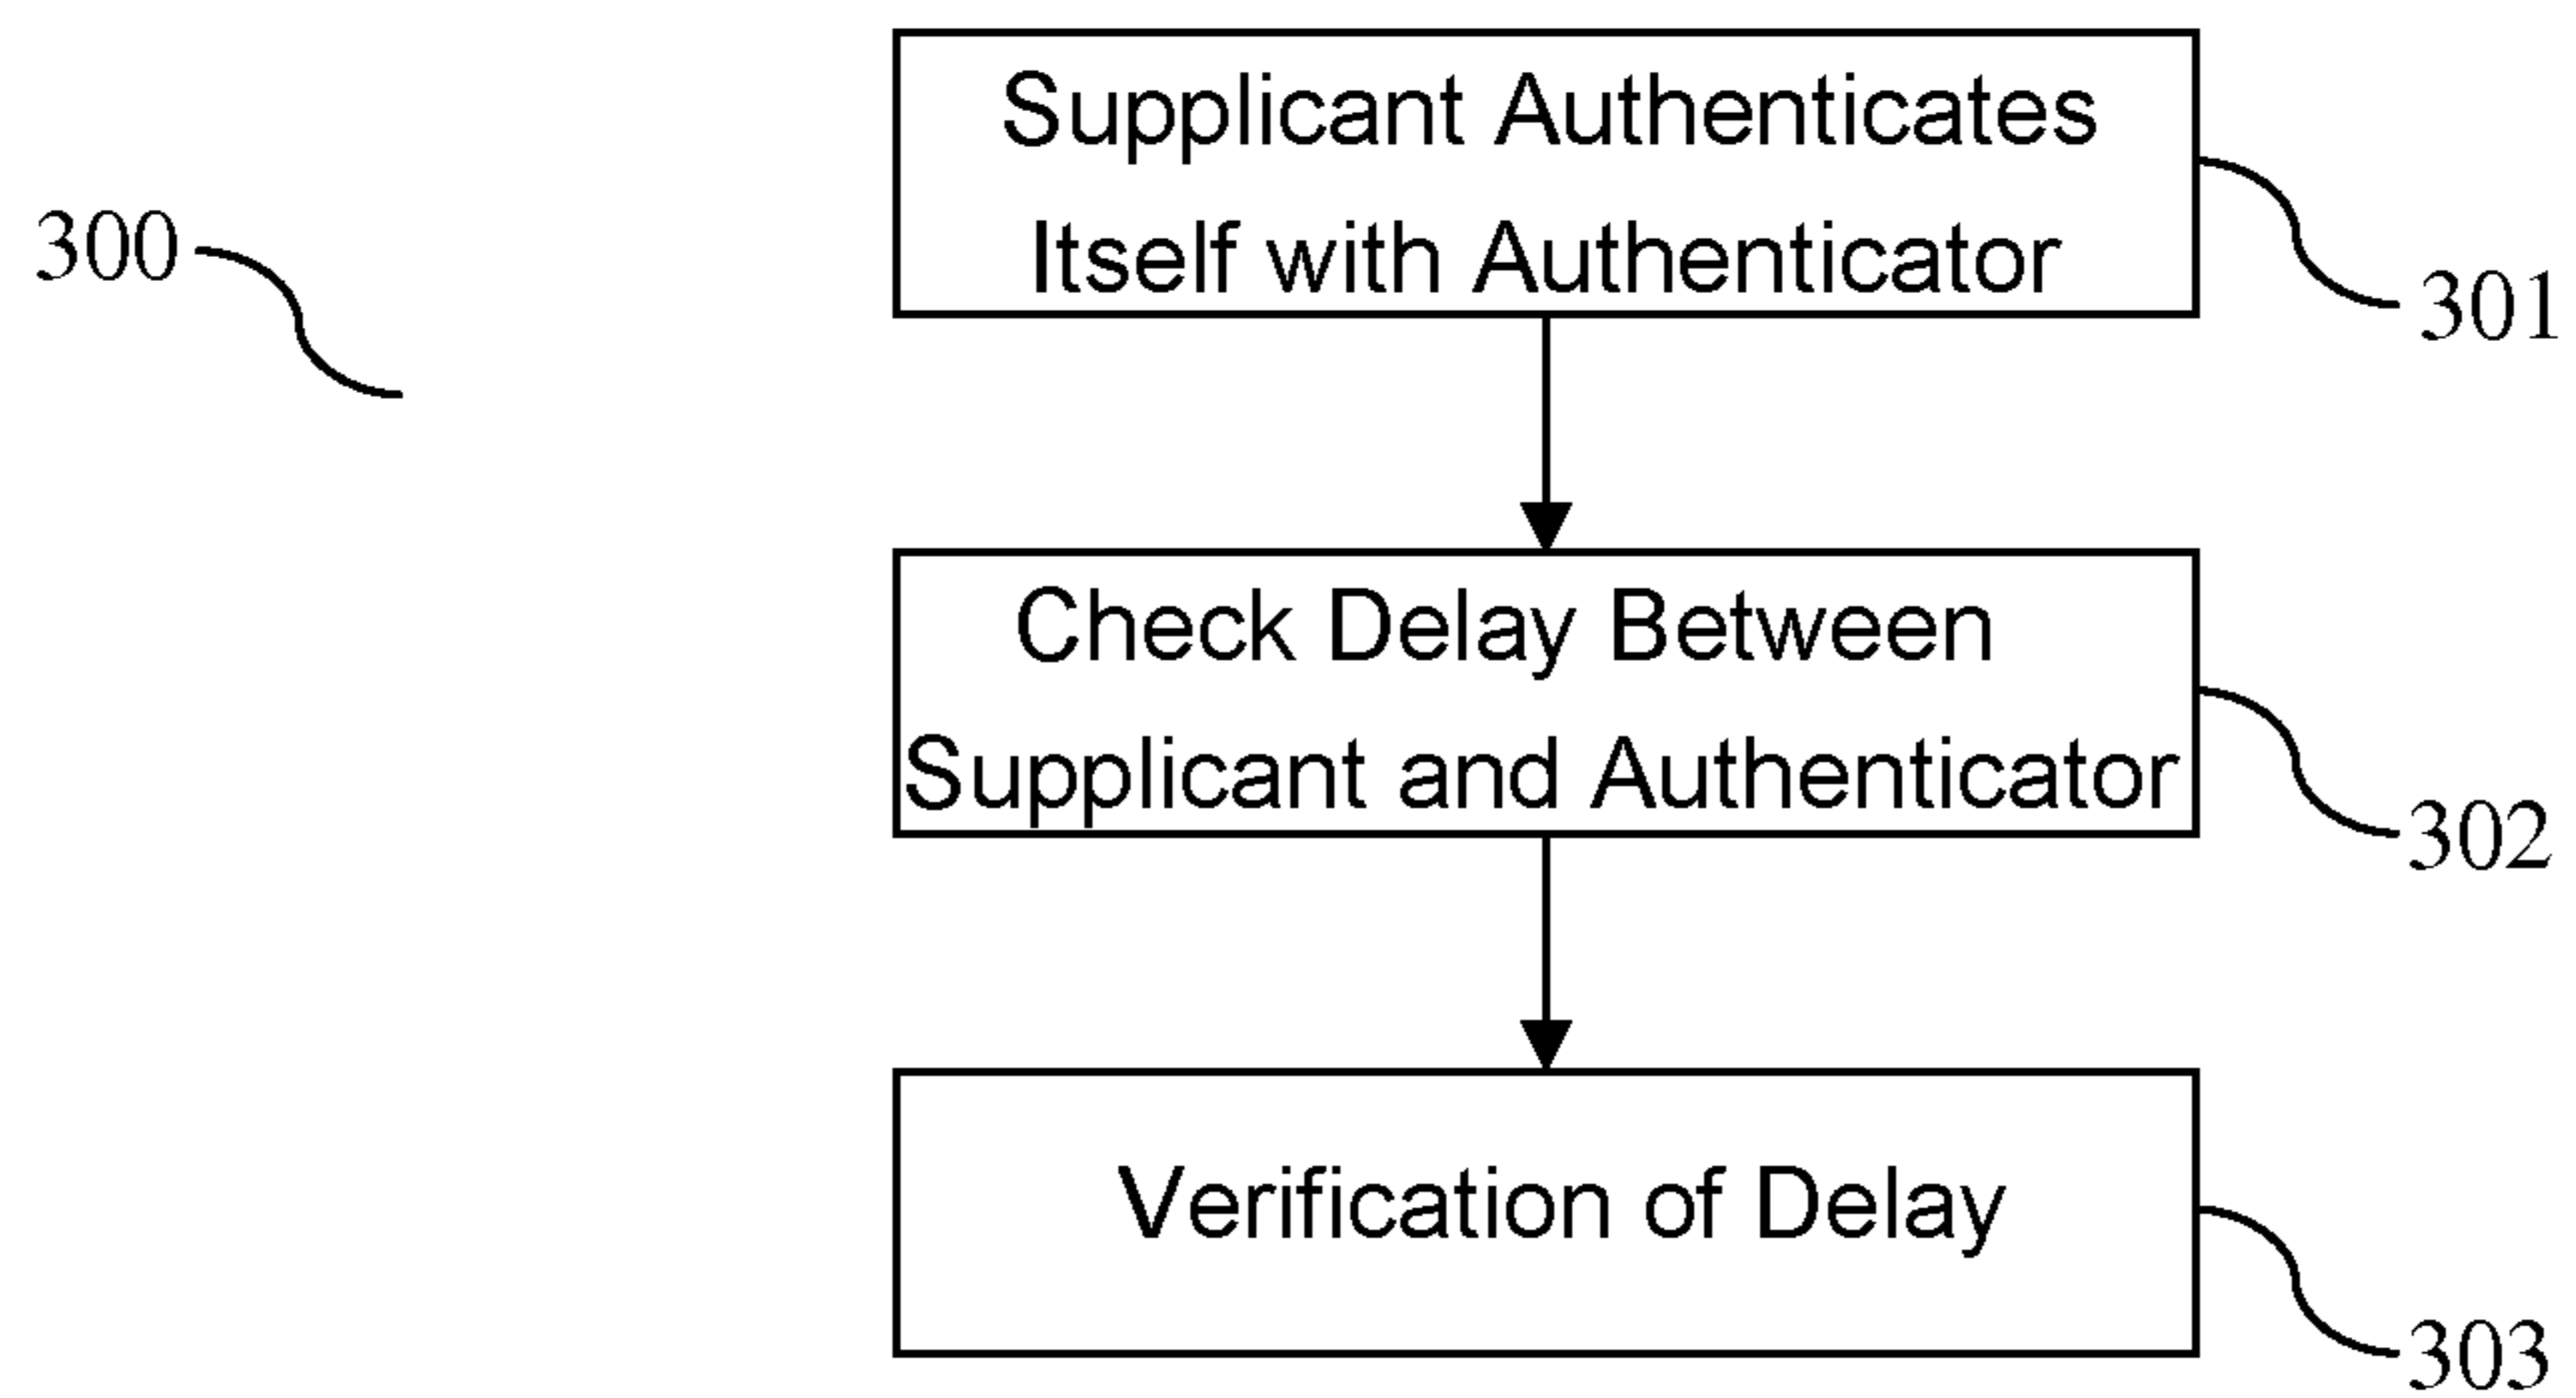 Supplicant Authenticates
Itself with Authenticator
300
301
Check Delay Between
Supplicant and Authenticator
302
Verification of Delay
303